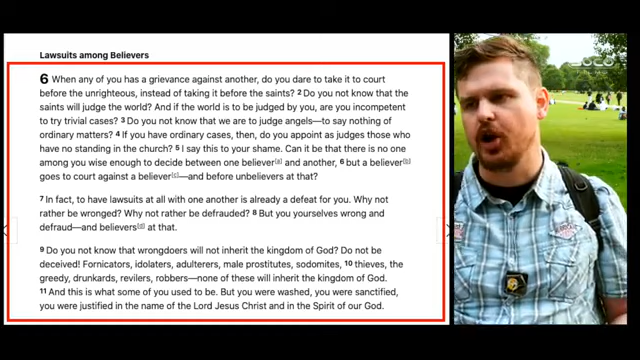 Lawsuits among Believers
6 When any of you has a grievance against another, do you dare to take it to court
before the unrighteous, instead of taking it before the saints? 2 Do you not know that the
saints will judge the world? And if the world is to be judged by you, are you incompetent
to try trivial cases? 3 Do you not know that we are to judge angels—to say nothing of
ordinary matters? 4 If you have ordinary cases, then, do you appoint as judges those who
have no standing in the church? 5 I say this to your shame. Can it be that there is no one
among you wise enough to decide between one believer[a] and another, 6 but a believer[b]
goes to court against a believer[c]—and before unbelievers at that?
7 In fact, to have lawsuits at all with one another is already a defeat for you. Why not
rather be wronged? Why not rather be defrauded? 8 But you yourselves wrong and
defraud—and believers[d] at that.
9 Do you not know that wrongdoers will not inherit the kingdom of God? Do not be
deceived! Fornicators, idolaters, adulterers, male prostitutes, sodomites, 10 thieves, the
greedy, drunkards, revilers, robbers—none of these will inherit the kingdom of God.
11 And this is what some of you used to be. But you were washed, you were sanctified,
you were justified in the name of the Lord Jesus Christ and in the Spirit of our God.